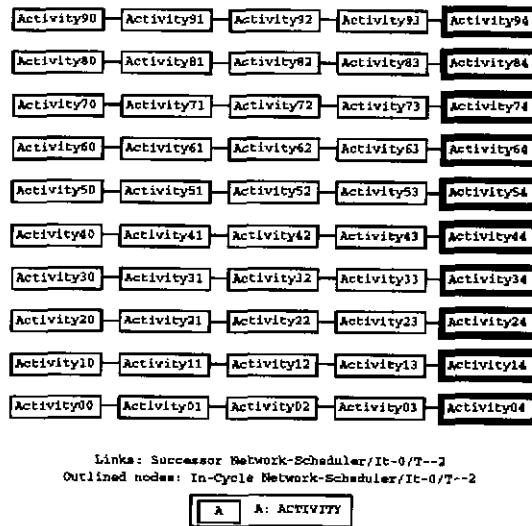 Activity90 Activity91 Activity92 Activity93 Activity94
Activity80 Activity81 Activity82 Activity83 Activity84
Activity70 Activity71 Activity72 Activity73 Activity74
Activity60 Activity61 Activity62 Activity63 Activity64
Activity50 Activity51 Activity52 Activity53 Activity54
Activity40 Activity41 Activity42 Activity43 Activity44
Activity30 Activity31 Activity32 Activity33 Activity34
Activity20 Activity21 Activity22 Activity23 Activity24
Activity10 Activity11 Activity12 Activity13 Activity14
Activity00 Activity01 Activity02 Activity03 Activity04
Links: Successor Network-Scheduler/It-0/T--2
Outlined nodes: In-Cycle Network-Scheduler/It-0/T--2
A A: ACTIVITY